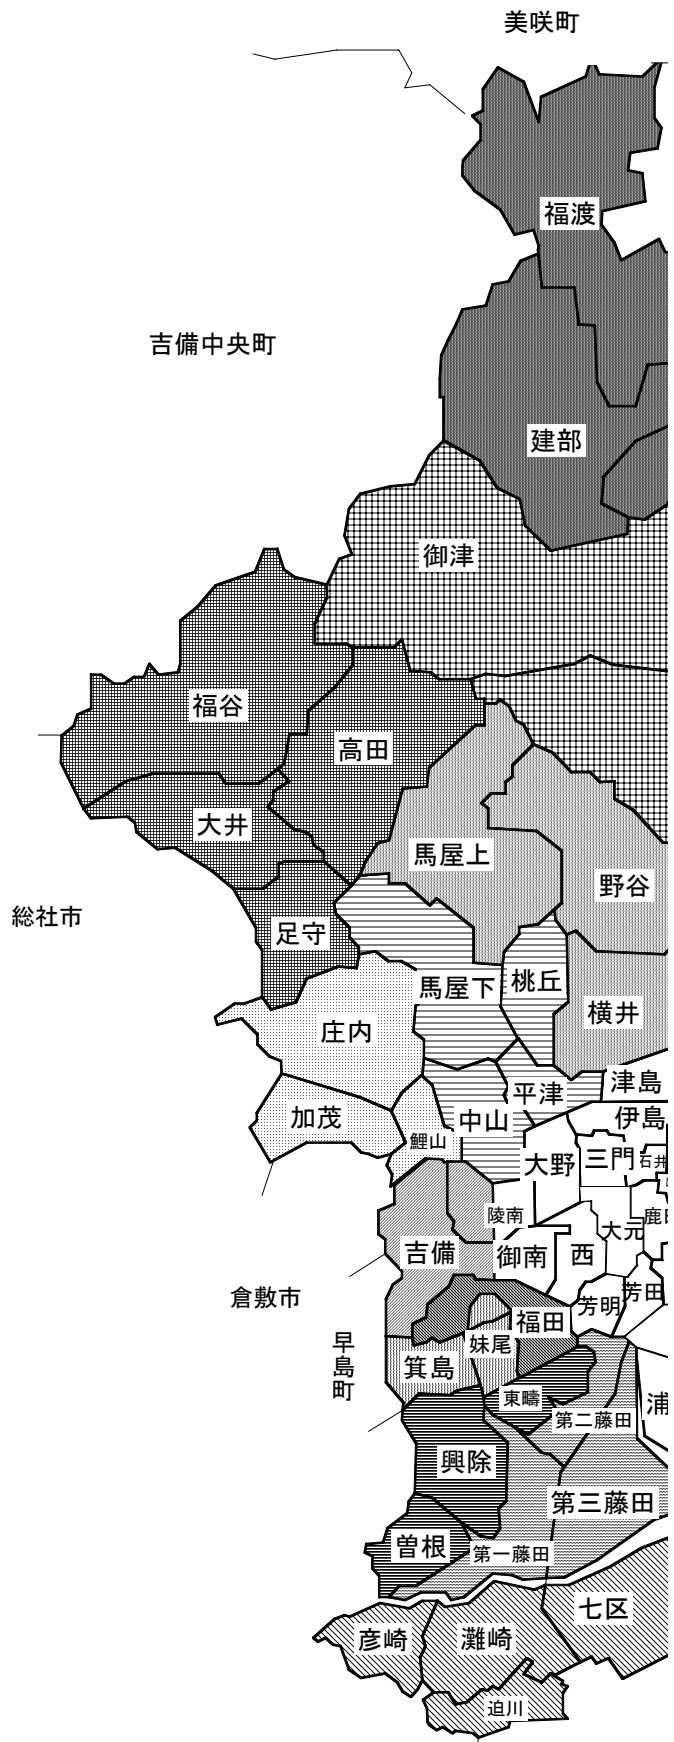 美咲町
福渡
吉備中央町
建部
御津
福谷
高田
大井
馬屋上
野谷
総社市
足守
馬屋下
桃丘
横井
庄内
津島
平津
加茂
中山
伊島
鯉山
大野
三門
石井
陵南
大元
吉備
御南
西
倉敷市
芳明
芳田
福田
早島町
妹尾
箕島
東疇
第二藤田
興除
第三藤田
曽根
第一藤田
七区
彦崎
灘崎
迫川